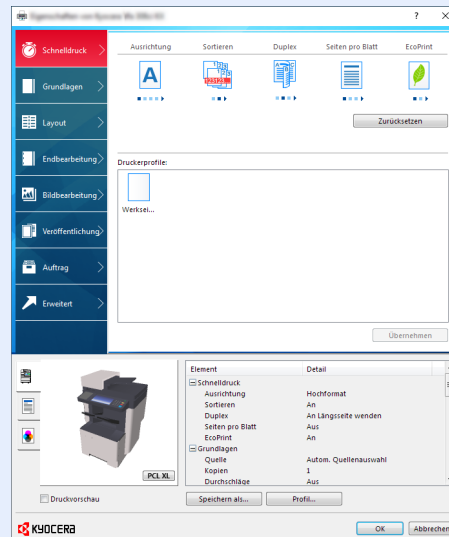 ? X
Schnelldruck
Grundlagen
Layout
Endbearbeitung
Bildbearbeitung
Veröffentlichung
Auftrag
Erweitert
Ausrichtung Sortieren Duplex Seiten pro Blatt EcoPrint
A
Zurücksetzen
Druckerprofile:
Werksei...
Übernehmen
Element Detail
Schnelldruck
Ausrichtung Hochformat
Sortieren An
Duplex An Längsseite wenden
Seiten pro Blatt Aus
EcoPrint An
Grundlagen
Quelle Autom. Quellenauswahl
Kopien 1
Durchschläge Aus
PCL XL
Druckvorschau
Speichern als... Profil...
KYOCERA
OK Abbrechen